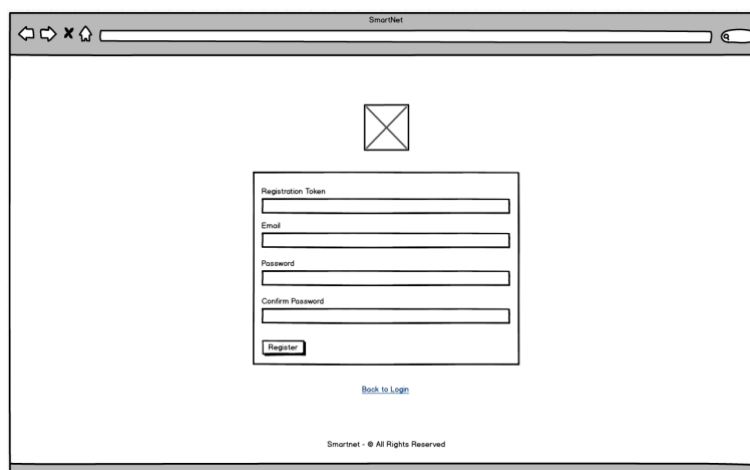 SmartNet
Registration Token
Email
Password
Confirm Password
Register
Back to Login
Smartnet - © All Rights Reserved